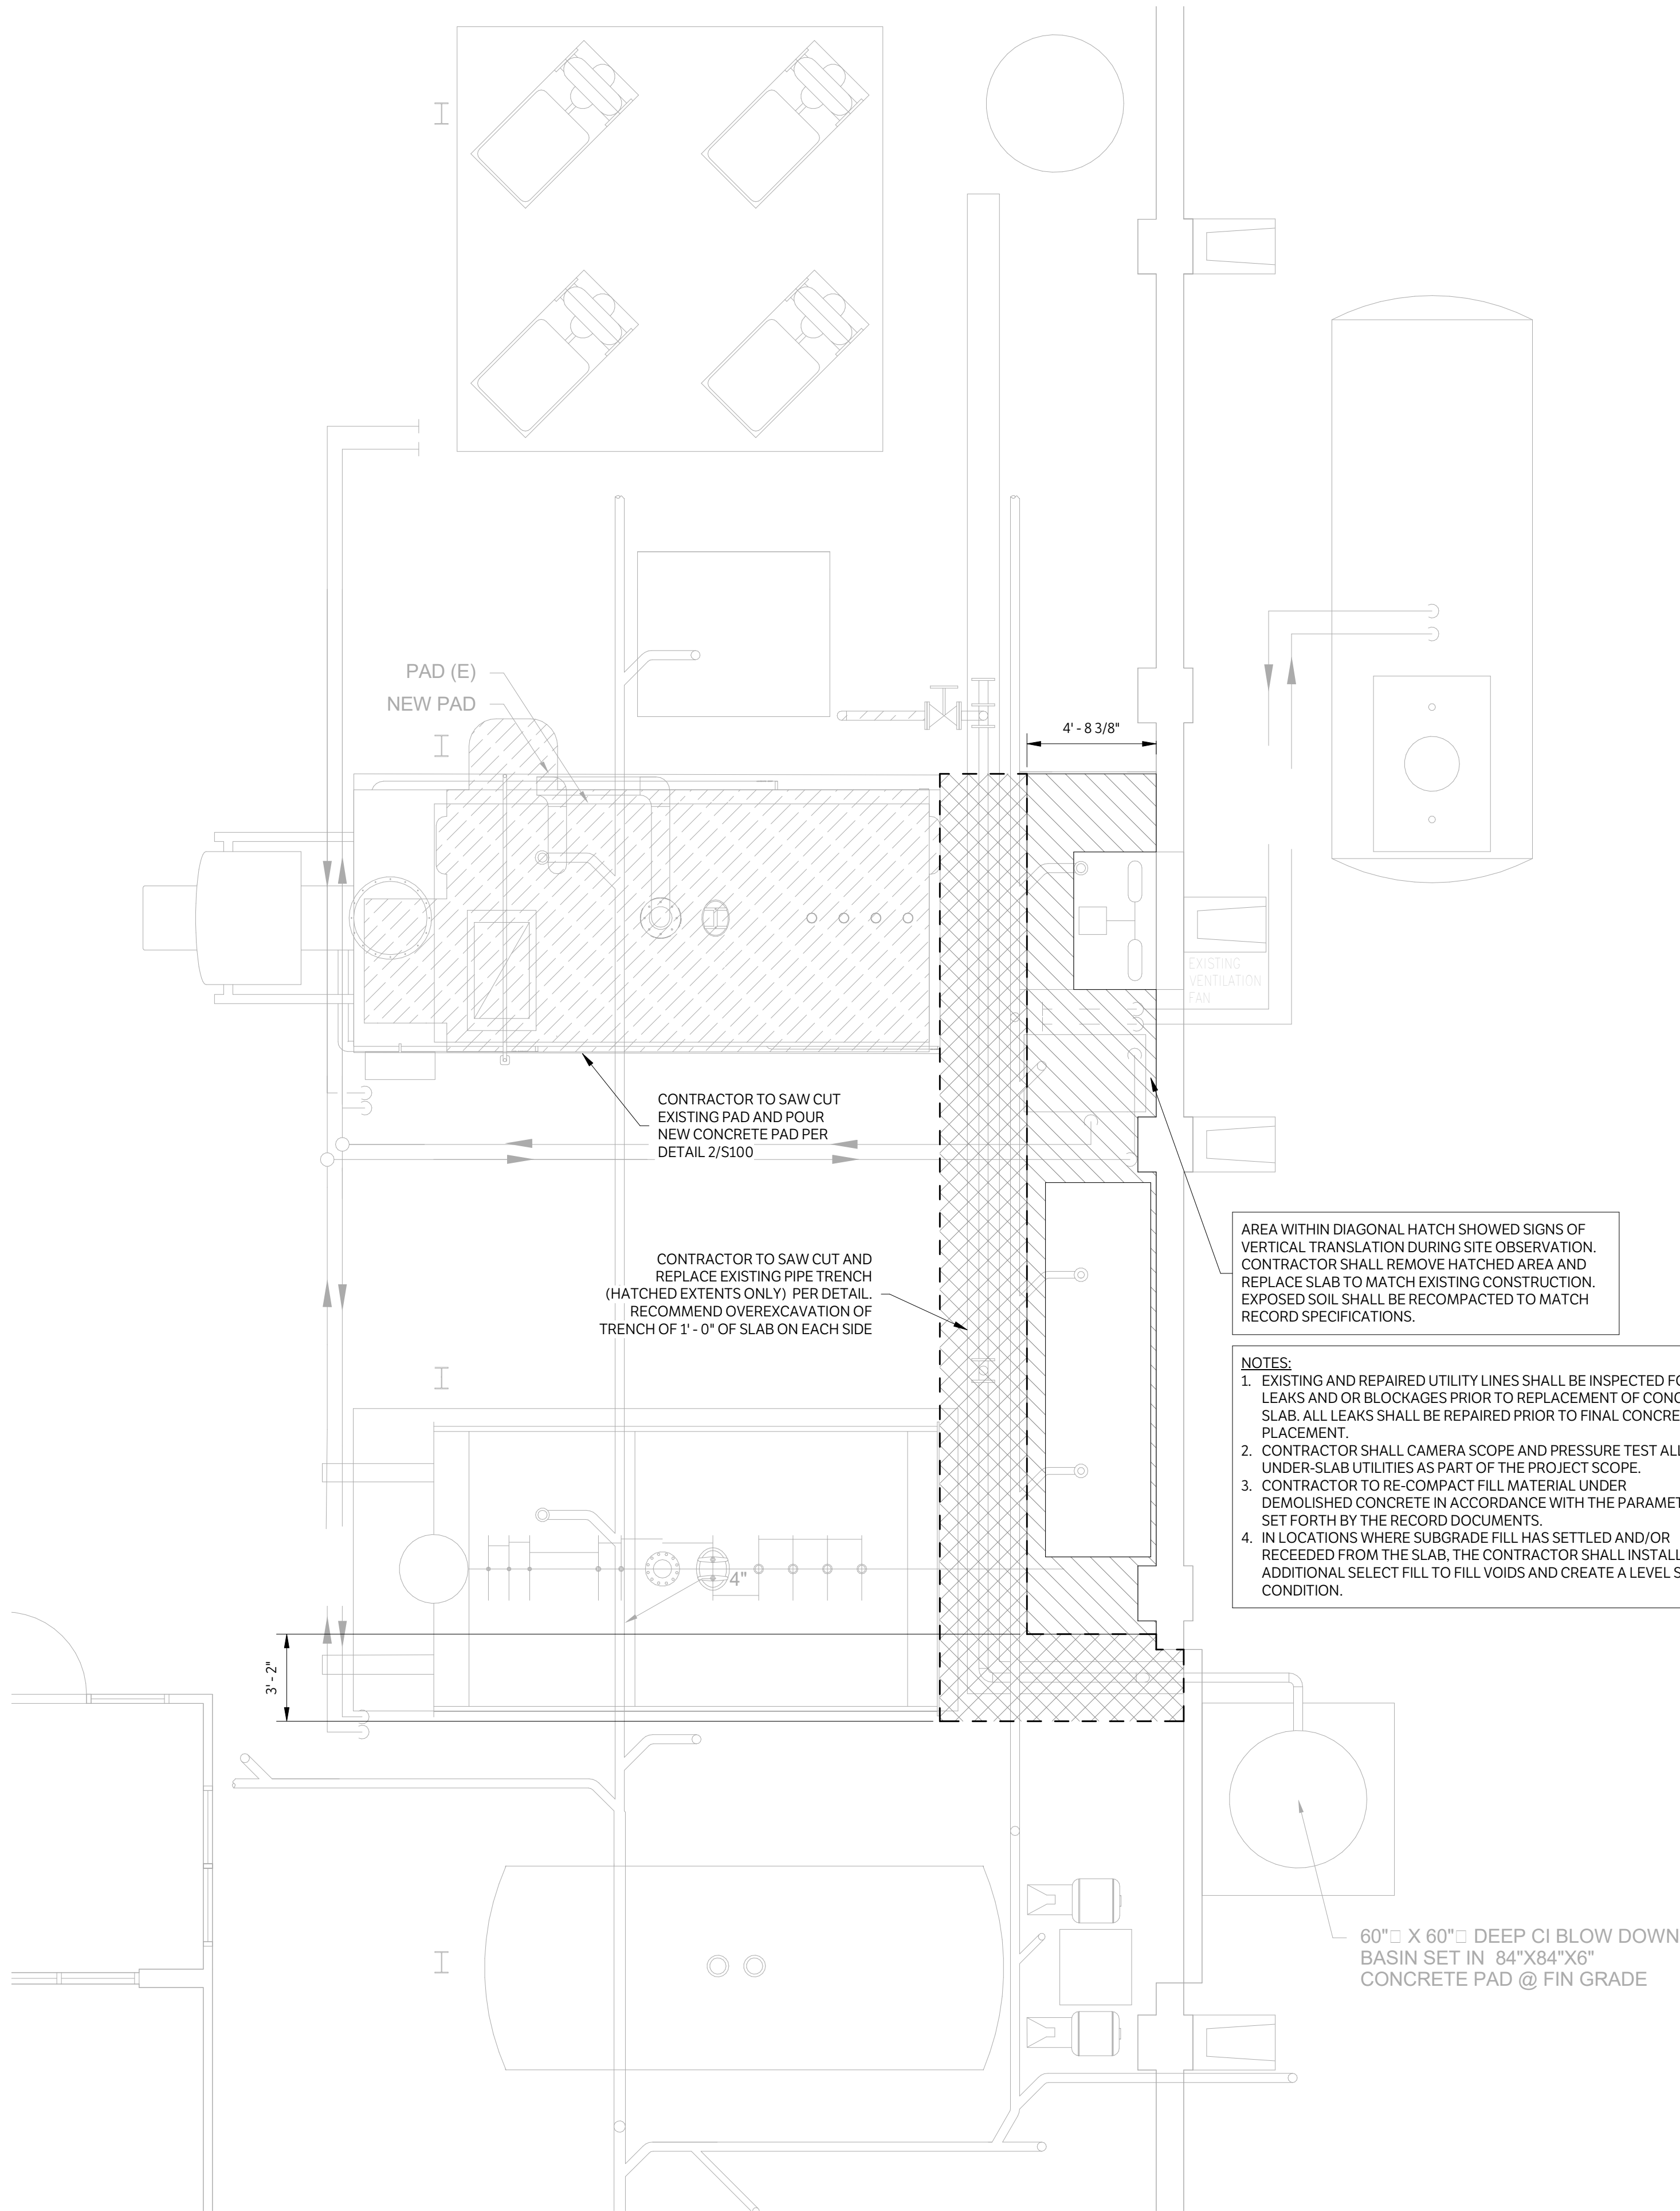 PAD (E)
NEW PAD
4' - 8 3/8"
EXISTING
VENTILATION
FAN
CONTRACTOR TO SAW CUT
EXISTING PAD AND POUR
NEW CONCRETE PAD PER
DETAIL 2/S100
CONTRACTOR TO SAW CUT AND
REPLACE EXISTING PIPE TRENCH
(HATCHED EXTENTS ONLY) PER DETAIL.
RECOMMEND OVEREXCAVATION OF
TRENCH OF 1' - 0" OF SLAB ON EACH SIDE
AREA WITHIN DIAGONAL HATCH SHOWED SIGNS OF
VERTICAL TRANSLATION DURING SITE OBSERVATION.
CONTRACTOR SHALL REMOVE HATCHED AREA AND
REPLACE SLAB TO MATCH EXISTING CONSTRUCTION.
EXPOSED SOIL SHALL BE RECOMPACTED TO MATCH
RECORD SPECIFICATIONS.
NOTES:
1. EXISTING AND REPAIRED UTILITY LINES SHALL BE INSPECTED FO
LEAKS AND OR BLOCKAGES PRIOR TO REPLACEMENT OF CONC
SLAB. ALL LEAKS SHALL BE REPAIRED PRIOR TO FINAL CONCRE
PLACEMENT.
2. CONTRACTOR SHALL CAMERA SCOPE AND PRESSURE TEST ALL
UNDER-SLAB UTILITIES AS PART OF THE PROJECT SCOPE.
3. CONTRACTOR TO RE-COMPACT FILL MATERIAL UNDER
DEMOLISHED CONCRETE IN ACCORDANCE WITH THE PARAMET
SET FORTH BY THE RECORD DOCUMENTS.
4. IN LOCATIONS WHERE SUBGRADE FILL HAS SETTLED AND/OR
RECEEDED FROM THE SLAB, THE CONTRACTOR SHALL INSTALL
ADDITIONAL SELECT FILL TO FILL VOIDS AND CREATE A LEVEL S
CONDITION.
4"
3' - 2"
60"□ X 60"□ DEEP CI BLOW DOWN
BASIN SET IN 84"X84"X6"
CONCRETE PAD @ FIN GRADE